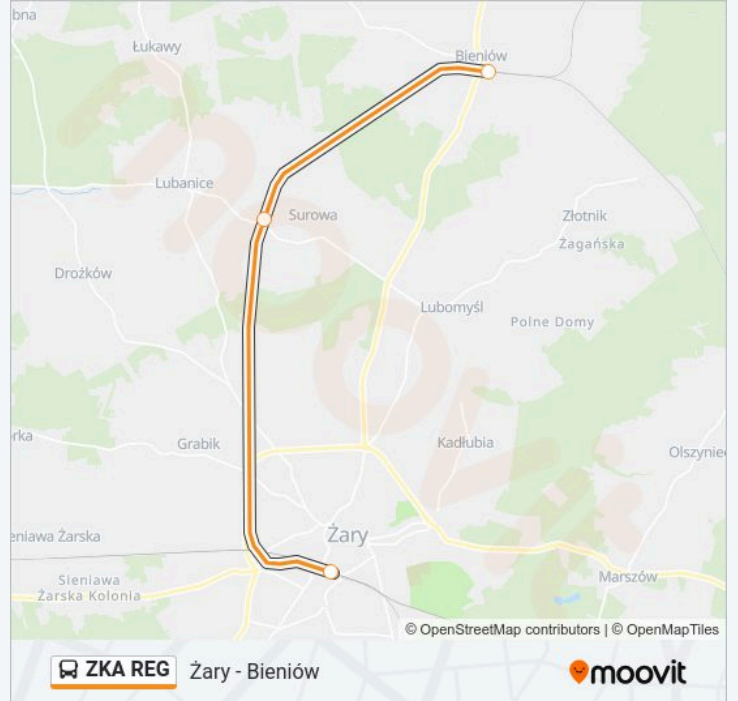 bna
Łukawy
Bieniów
Lubanice
Surowa
Złotnik
Żagańska
Drożków
Lubomyśl
Polne Domy
rka
Grabik
Kadłubia
Olszyniec
eniawa Żarska
Żary
Sieniawa
Żarska Kolonia
Marszów
© OpenStreetMap contributors | © OpenMapTiles
ZKA REG Żary - Bieniów
moovit